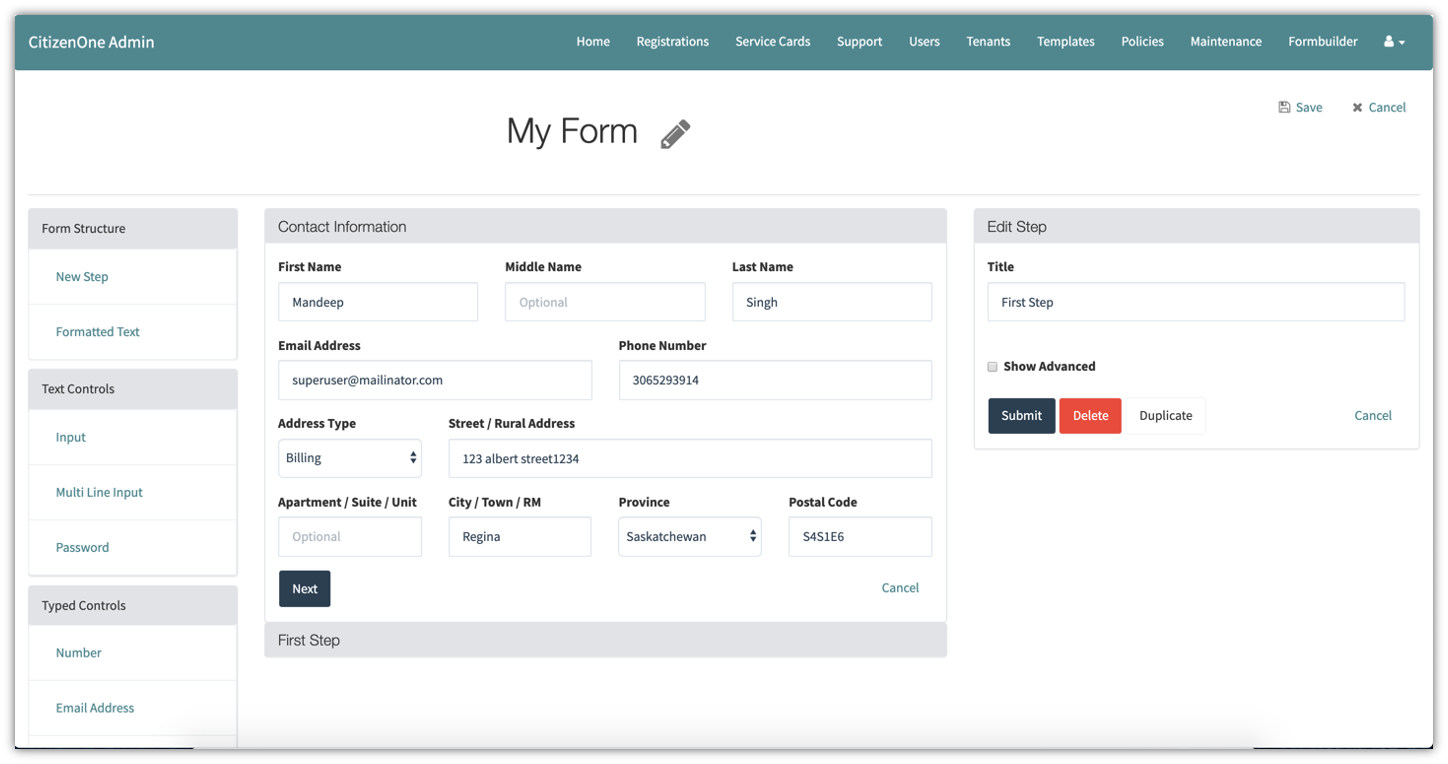 CitizenOne Admin
Home Registrations Service Cards Support Users Tenants Templates Policies Maintenance Formbuilder
Save Cancel
My Form
Form Structure
New Step
Formatted Text
Text Controls
Input
Multi Line Input
Password
Typed Controls
Number
Email Address
Contact Information
First Name Middle Name Last Name
Mandeep Optional Singh
Email Address Phone Number
superuser@mailinator.com 3065293914
Address Type Street / Rural Address
Billing 123 albert street1234
Apartment / Suite / Unit City / Town / RM Province Postal Code
Optional Regina Saskatchewan S4S1E6
Next Cancel
First Step
Edit Step
Title
First Step
Show Advanced
Submit Delete Duplicate Cancel